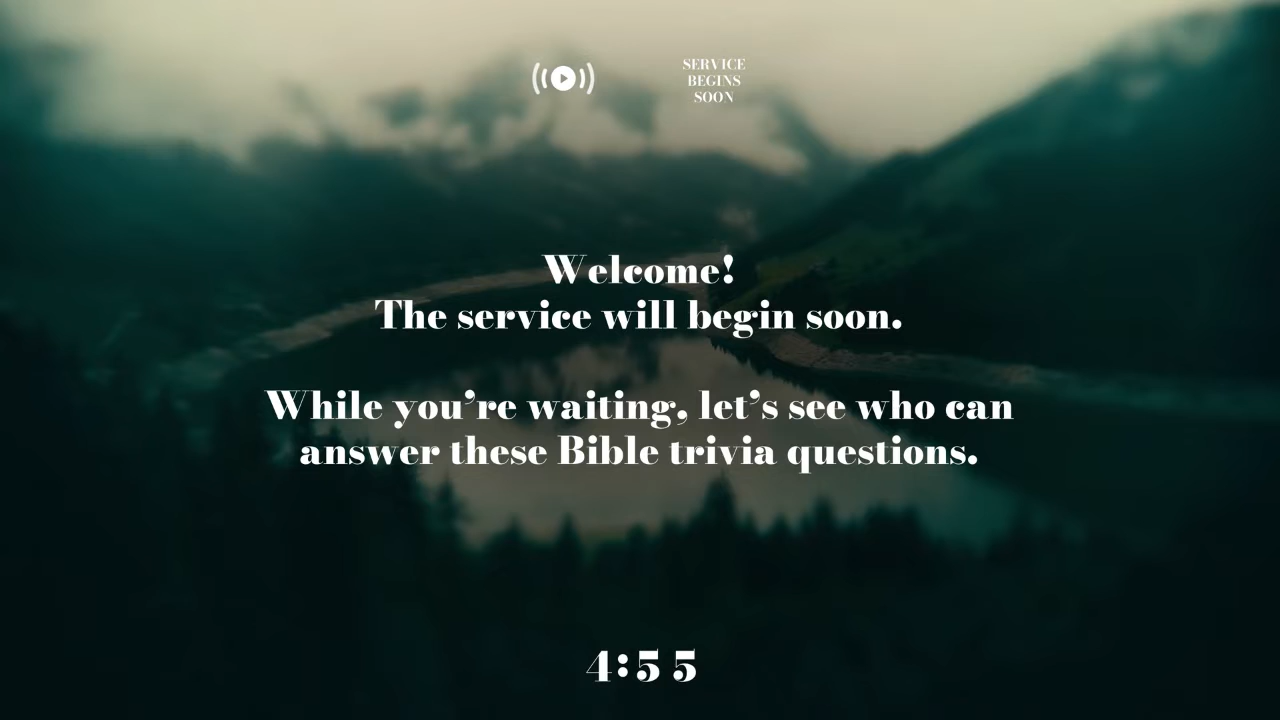 SERVICE
BEGINS
SOON
Welcome!
The service will begin soon.
While you’re waiting, let’s see who can
answer these Bible trivia questions.
4:55